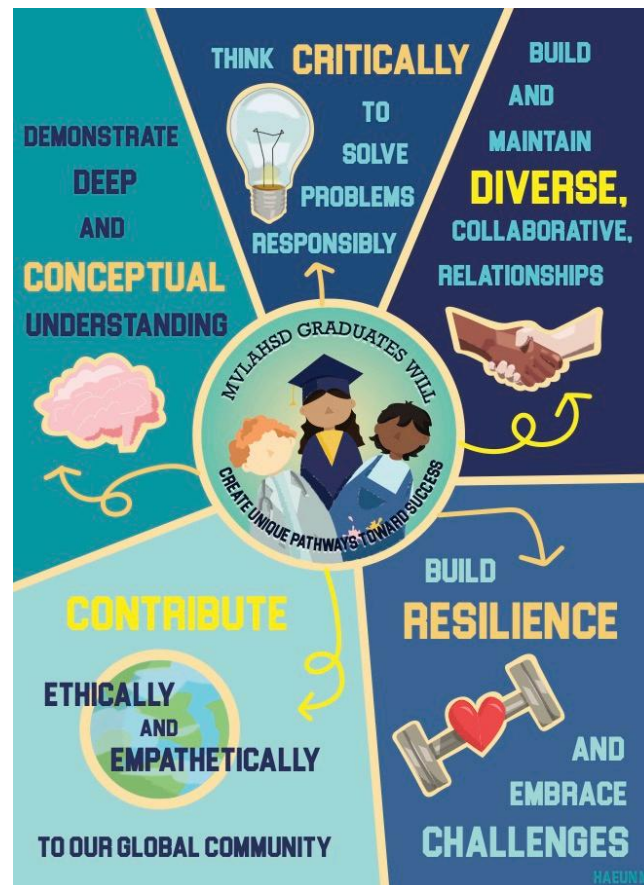 MVLAHSD GRADUATES WILL
CREATE UNIQUE PATHWAYS TOWARD SUCCESS
DEMONSTRATE
DEEP
AND
CONCEPTUAL
UNDERSTANDING
THINK CRITICALLY
TO
SOLVE
PROBLEMS
RESPONSIBLY
BUILD
AND
MAINTAIN
DIVERSE,
COLLABORATIVE,
RELATIONSHIPS
CONTRIBUTE
ETHICALLY
AND
EMPATHETICALLY
TO OUR GLOBAL COMMUNITY
BUILD
RESILIENCE
AND
EMBRACE
CHALLENGES